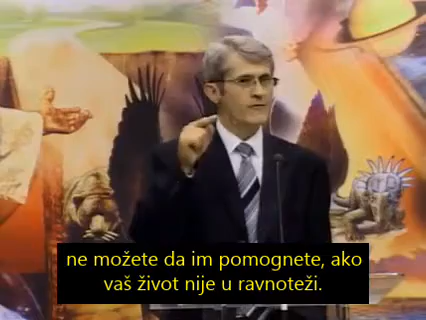 ne možete da im pomognete, ako
vaš život nije u ravnoteži.